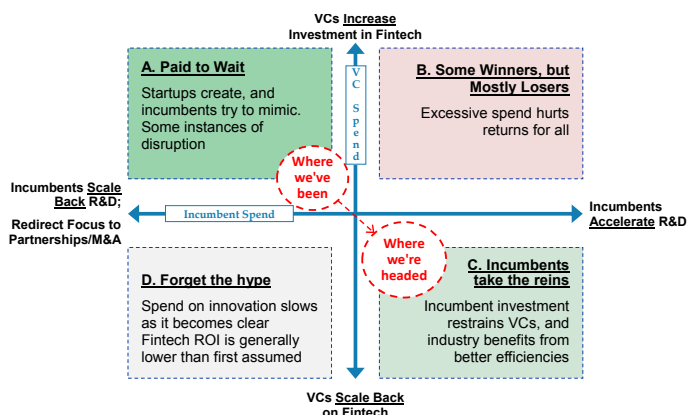 VCs Increase
Investment in Fintech
A. Paid to Wait
Startups create, and
incumbents try to mimic.
Some instances of
disruption
VC Spend
B. Some Winners, but
Mostly Losers
Excessive spend hurts
returns for all
Where
we've
been
Incumbents Scale
Back R&D;
Redirect Focus to
Partnerships/M&A
Incumbent Spend
Incumbents
Accelerate R&D
Where
we're
headed
D. Forget the hype
Spend on innovation slows
as it becomes clear
Fintech ROI is generally
lower than first assumed
C. Incumbents
take the reins
Incumbent investment
restrains VCs, and
industry benefits from
better efficiencies
VCs Scale Back
on Fintech